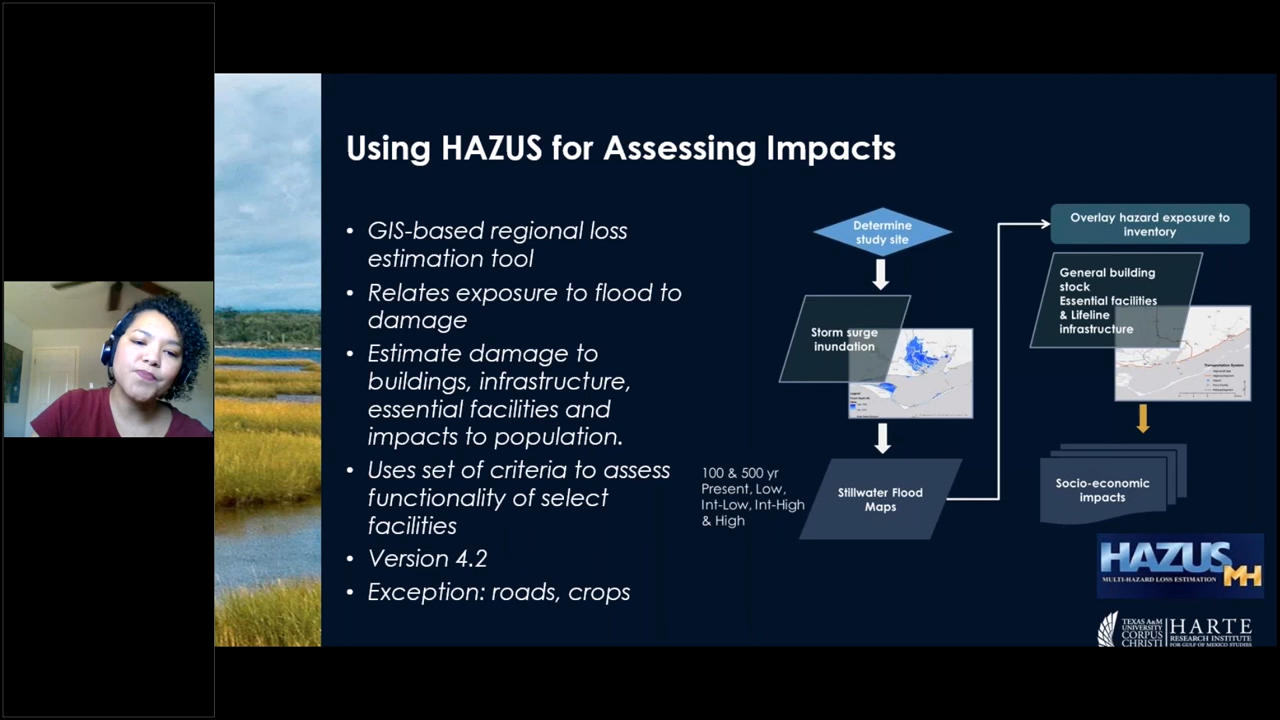 Using HAZUS for Assessing Impacts
• GIS-based regional loss
estimation tool
• Relates exposure to flood to
damage
• Estimate damage to
buildings, infrastructure,
essential facilities and
impacts to population.
• Uses set of criteria to assess
functionality of select
facilities
• Version 4.2
• Exception: roads, crops
Determine
study site
Storm surge
inundation
100 & 500 yr
Present, Low,
Int-Low, Int-High
& High
Stillwater Flood
Maps
Overlay hazard exposure to
inventory
General building
stock
Essential facilities
& Lifeline
infrastructure
Transportation System
Socio-economic
impacts
HAZUS
MH
MULTI-HAZARD LOSS ESTIMATION
TEXAS A&M
UNIVERSITY
CORPUS
CHRISTI
HARTE
RESEARCH INSTITUTE
FOR GULF OF MEXICO STUDIES